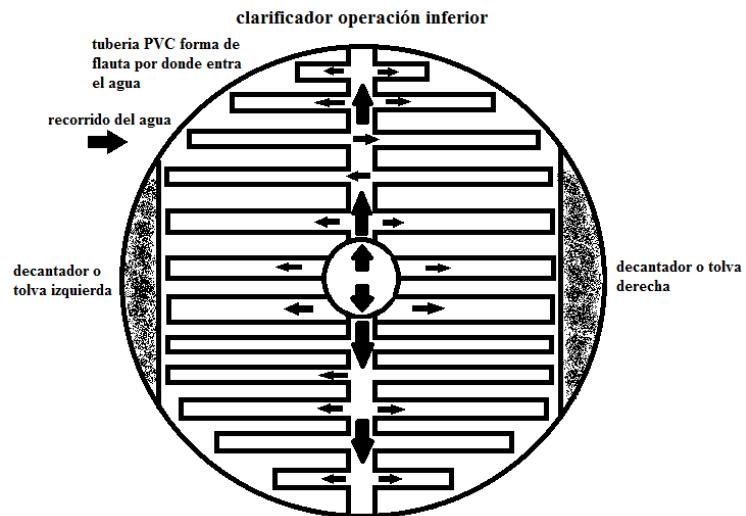 clarificador operación inferior
tuberia PVC forma de
flauta por donde entra
el agua
recorrido del agua
decantador o
tolva izquierda
decantador o tolva
derecha